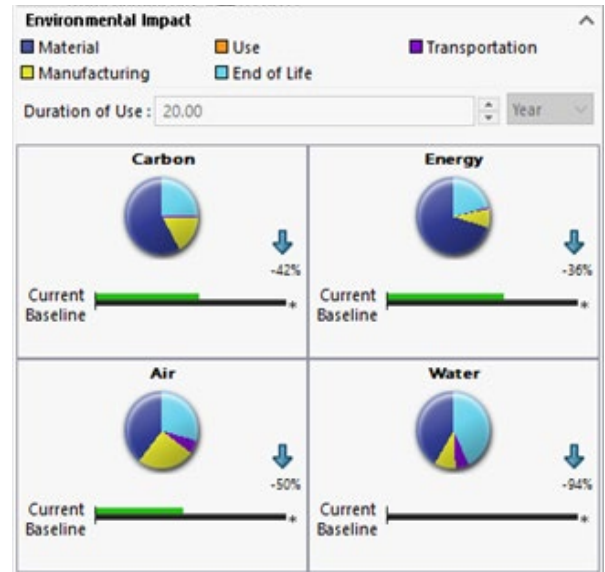 Environmental Impact
Material Use Transportation
Manufacturing End of Life
Duration of Use : 20.00 Year
Carbon Energy
-42% -36%
Current Current
Baseline * Baseline *
Air Water
-50% -94%
Current Current
Baseline * Baseline *